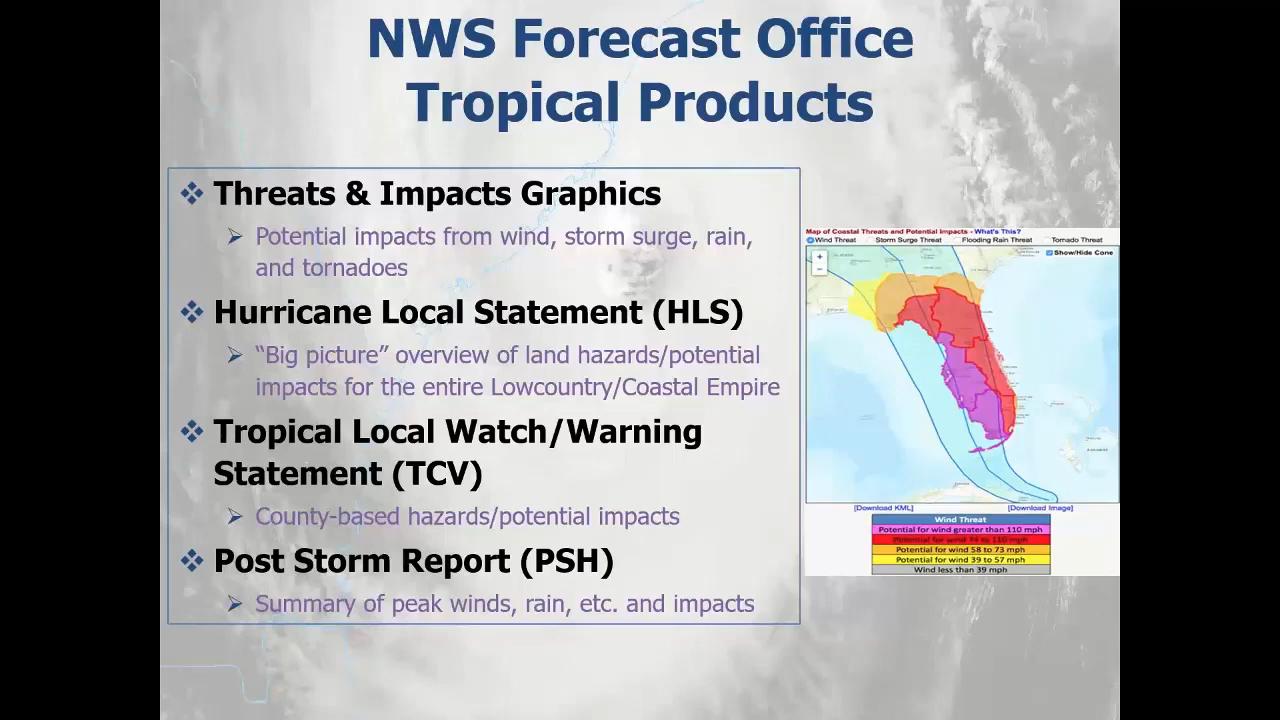 NWS Forecast Office
Tropical Products
Threats & Impacts Graphics
Potential impacts from wind, storm surge, rain,
and tornadoes
Hurricane Local Statement (HLS)
“Big picture” overview of land hazards/potential
impacts for the entire Lowcountry/Coastal Empire
Tropical Local Watch/Warning
Statement (TCV)
County-based hazards/potential impacts
Post Storm Report (PSH)
Summary of peak winds, rain, etc. and impacts
Map of Coastal Threats and Potential Impacts - What's This?
Wind Threat Storm Surge Threat Flooding Rain Threat Tornado Threat
Show/Hide Cone
+
−
[Download KML] [Download Image]
Wind Threat
Potential for wind greater than 110 mph
Potential for wind 74 to 110 mph
Potential for wind 58 to 73 mph
Potential for wind 39 to 57 mph
Wind less than 39 mph